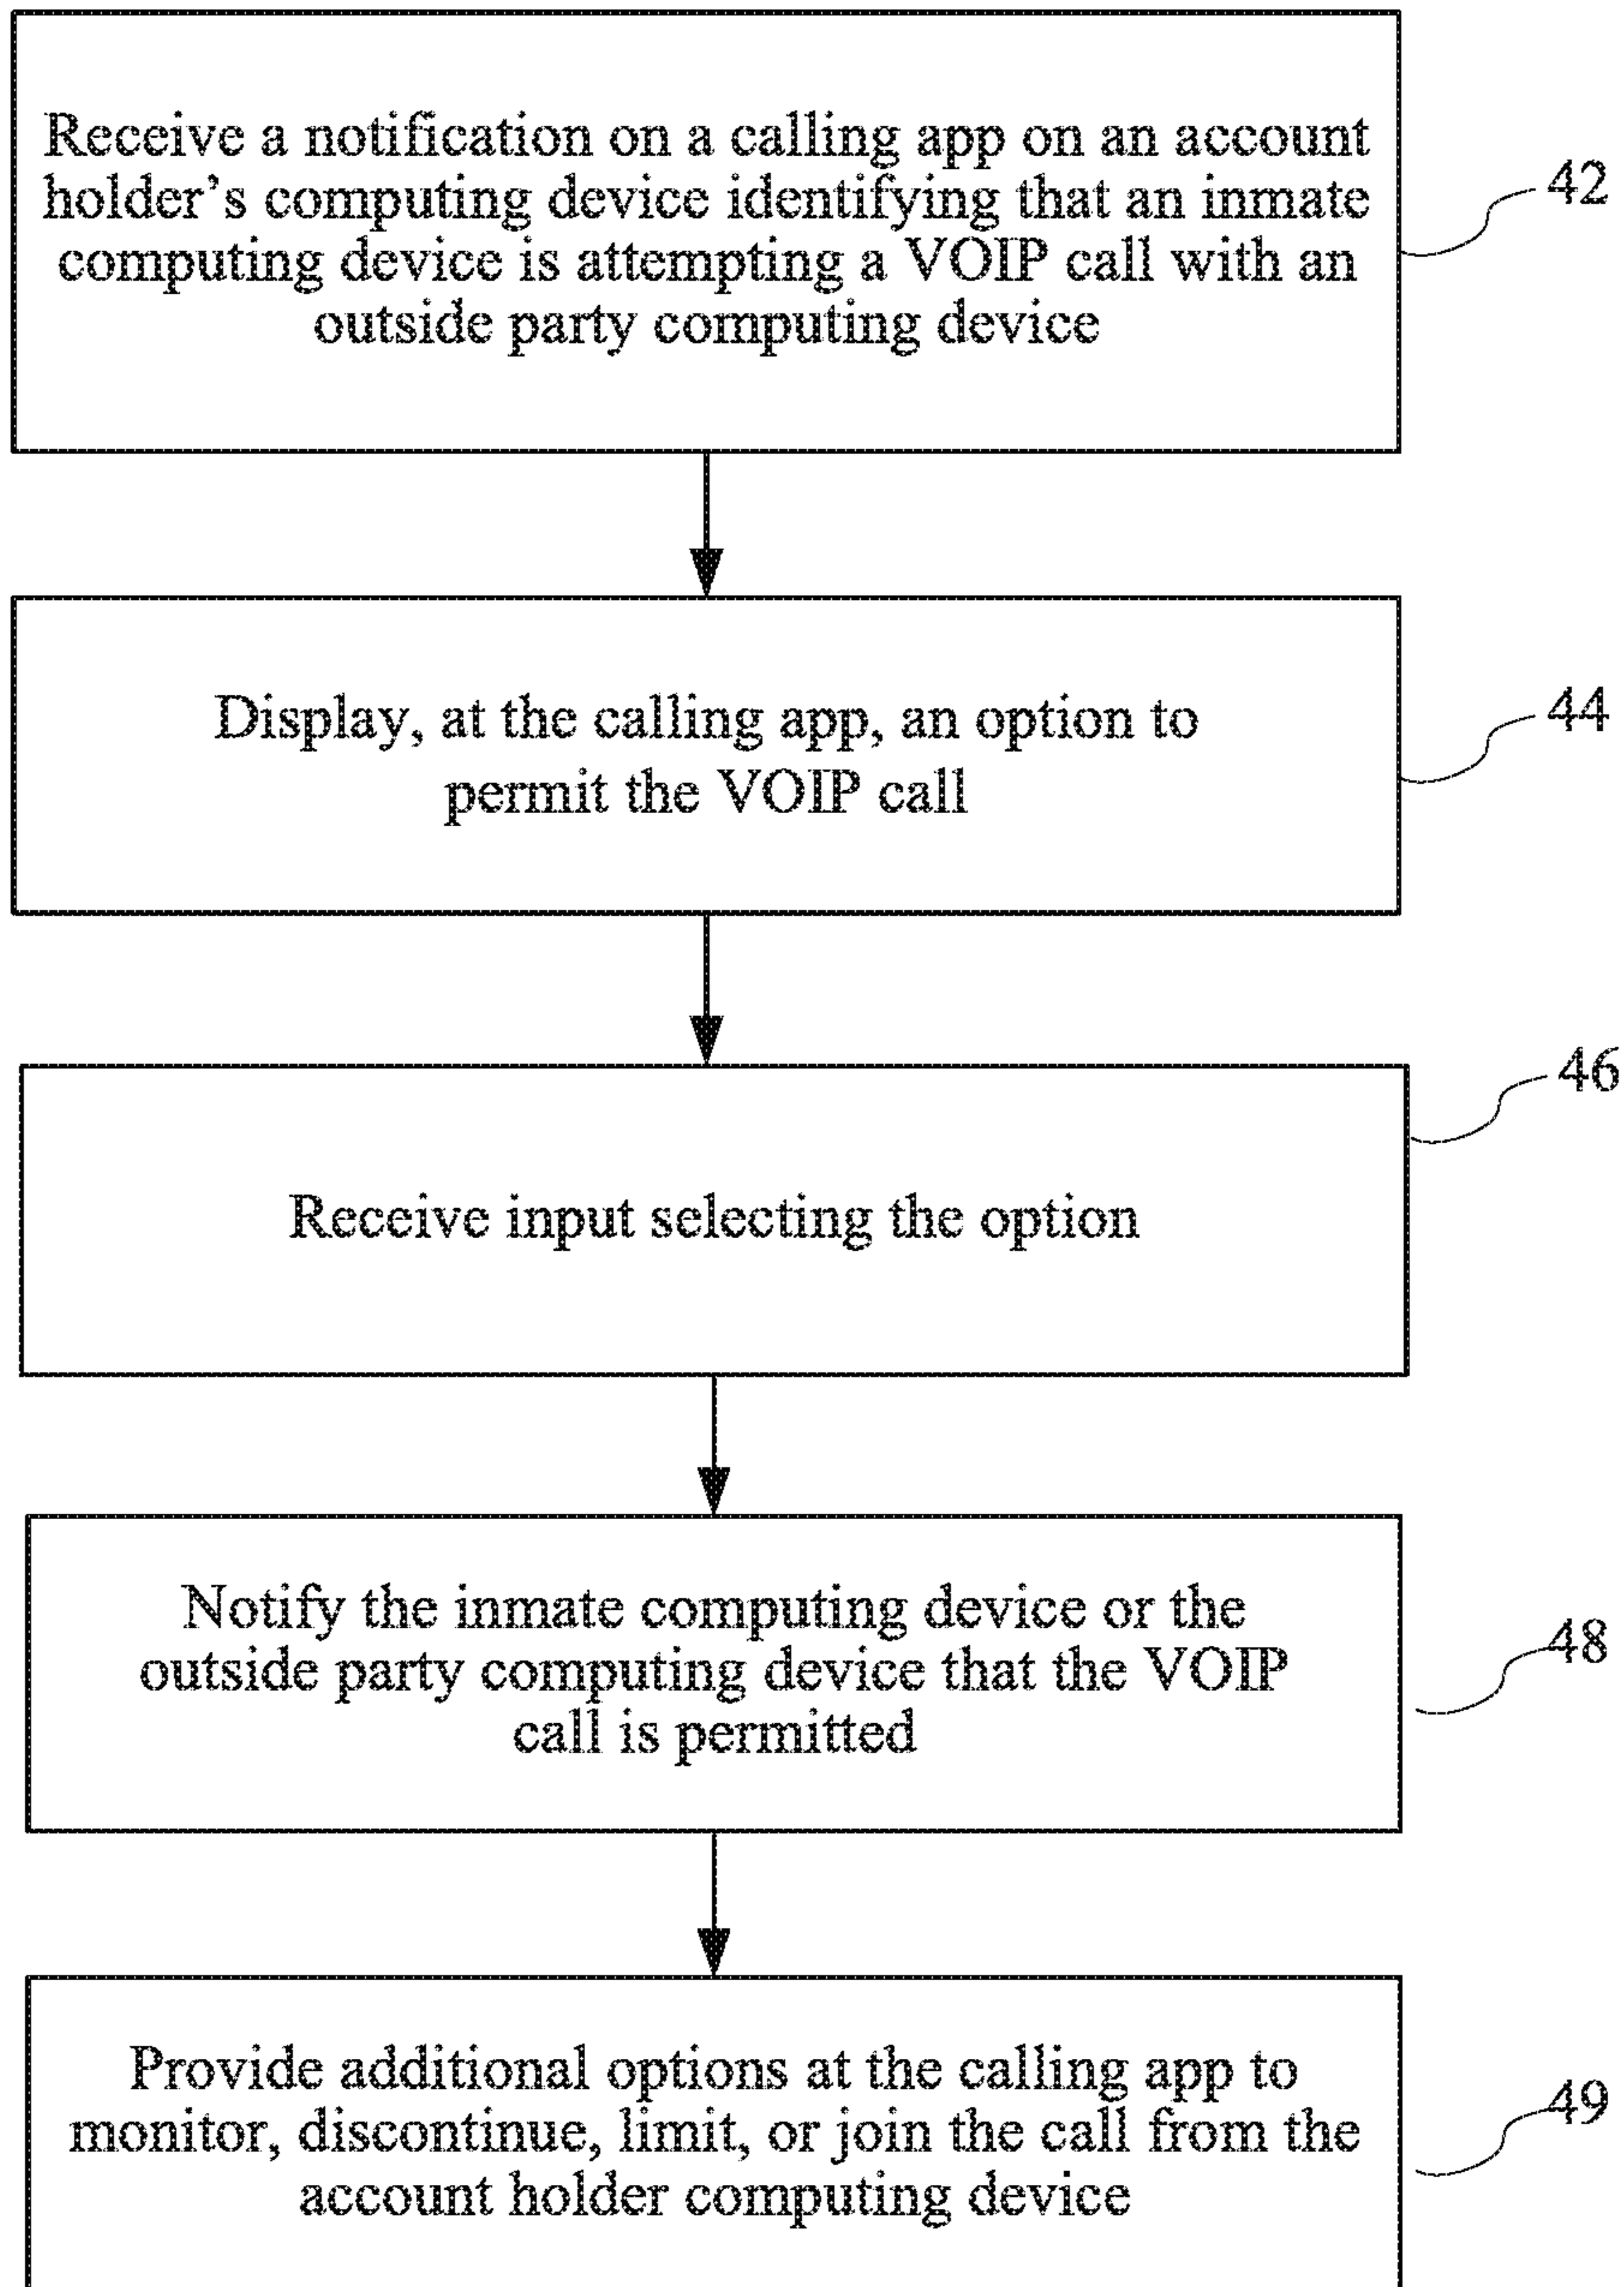 Receive a notification on a calling app on an account
holder's computing device identifying that an inmate
computing device is attempting a VOIP call with an
outside party computing device
42
Display, at the calling app, an option to
permit the VOIP call
44
46
Receive input selecting the option
Notify the inmate computing device or the
outside party computing device that the VOIP
call is permitted
48
Provide additional options at the calling app to
monitor, discontinue, limit, or join the call from the
account holder computing device
49